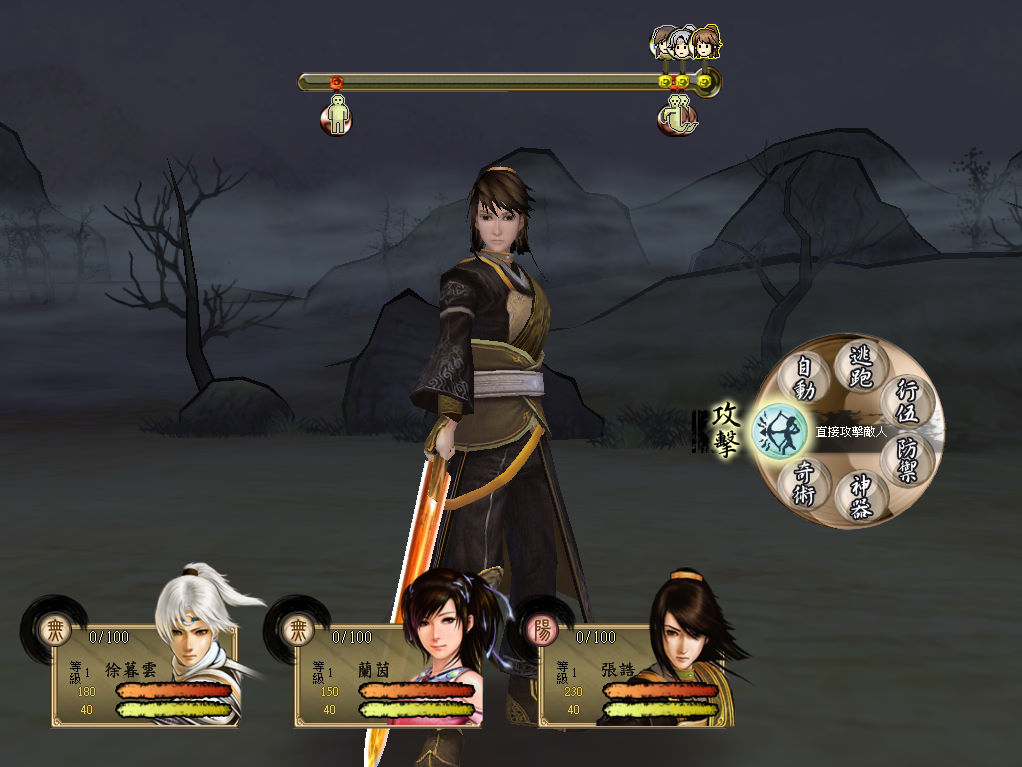 逃跑
自動
行伍
攻擊
直接攻擊敵人
防禦
奇術
神器
無
0/100
等級 1
徐暮雲
180
40
無
0/100
等級 1
蘭茵
150
40
陽
0/100
等級 1
張誥
230
40